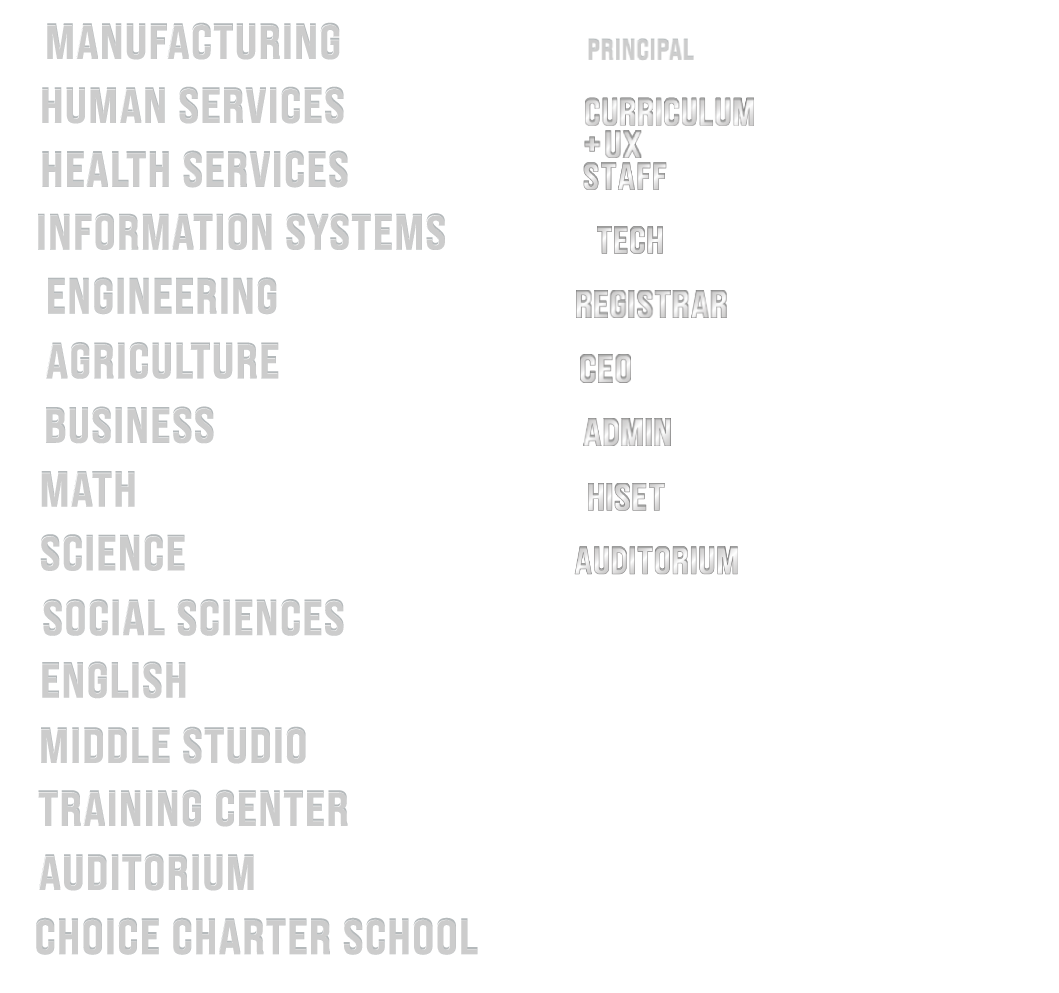 MANUFACTURING
HUMAN SERVICES
HEALTH SERVICES
INFORMATION SYSTEMS
ENGINEERING
AGRICULTURE
BUSINESS
MATH
SCIENCE
SOCIAL SCIENCES
ENGLISH
MIDDLE STUDIO
TRAINING CENTER
AUDITORIUM
CHOICE CHARTER SCHOOL
PRINCIPAL
CURRICULUM
+UX
STAFF
TECH
REGISTRAR
CEO
ADMIN
HISET
AUDITORIUM